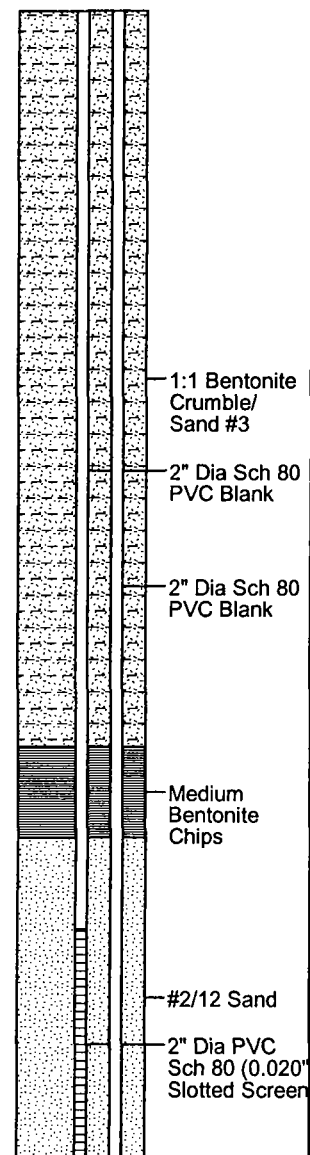 1:1 Bentonite
Crumble/
Sand #3
2" Dia Sch 80
PVC Blank
2" Dia Sch 80
PVC Blank
Medium
Bentonite
Chips
#2/12 Sand
2" Dia PVC
Sch 80 (0.020"
Slotted Screen